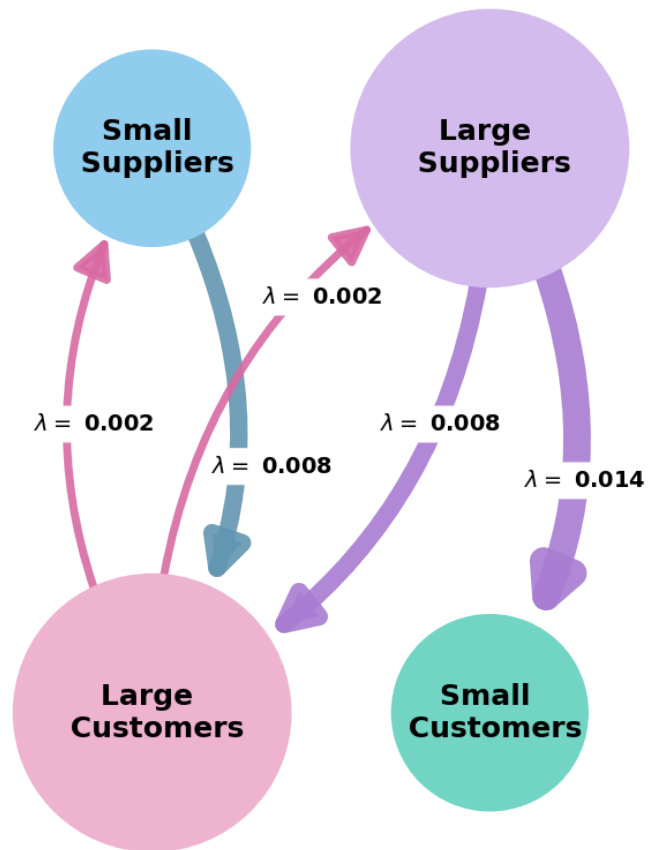 Small
Suppliers
Large
Suppliers
λ = 0.002
λ = 0.002
λ = 0.008
λ = 0.008
λ = 0.014
Large
Customers
Small
Customers